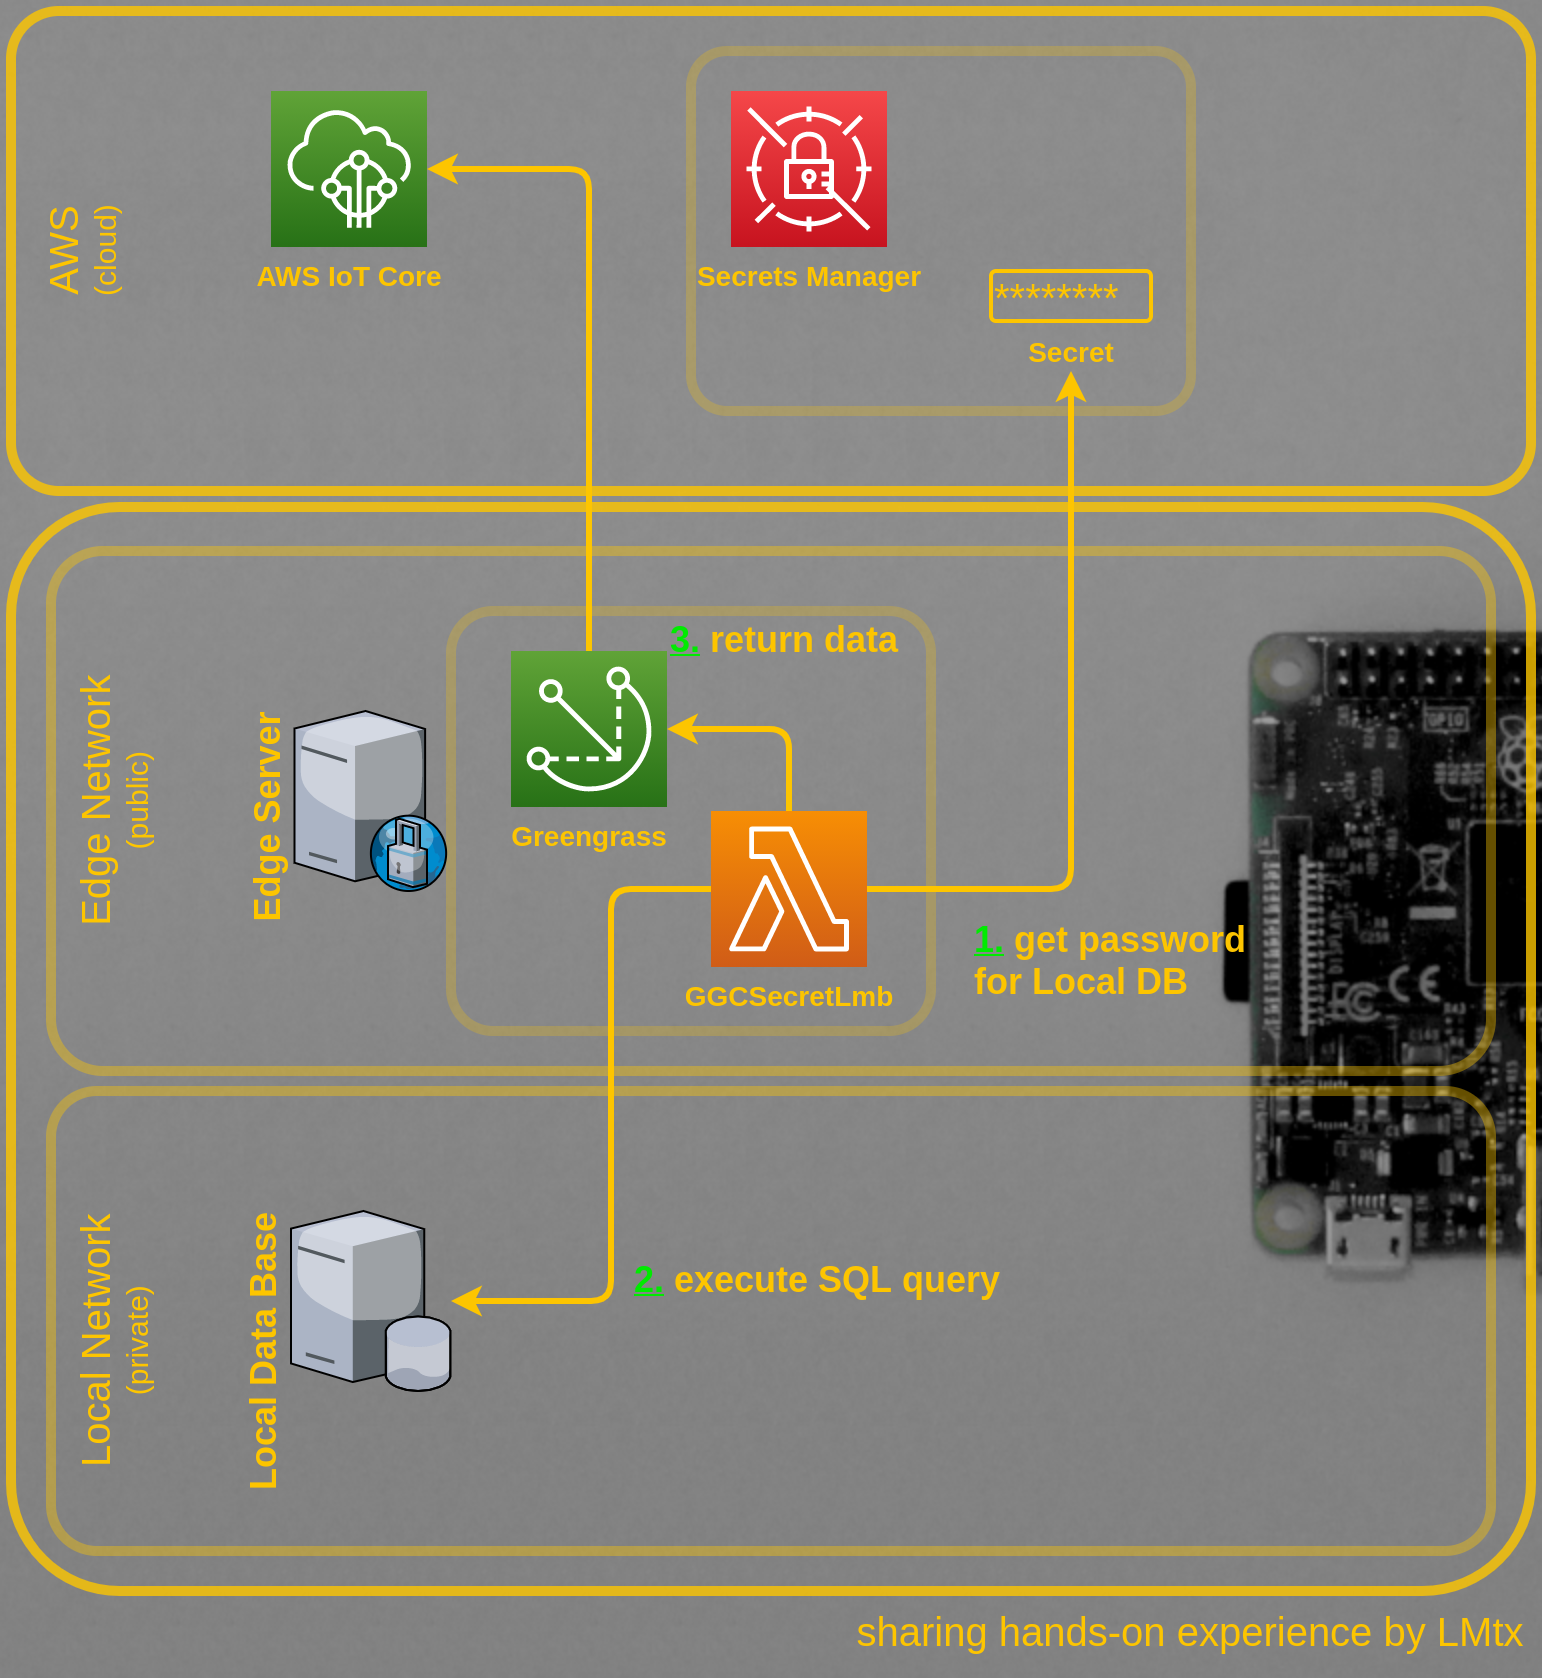 AWS
(cloud)
AWS IoT Core
Secrets Manager
********
Secret
Edge Network
(public)
Edge Server
3. return data
Greengrass
GGCSecretLmb
1. get password
for Local DB
GPIO
DISPLAY
Local Network
(private)
Local Data Base
2. execute SQL query
sharing hands-on experience by LMtx